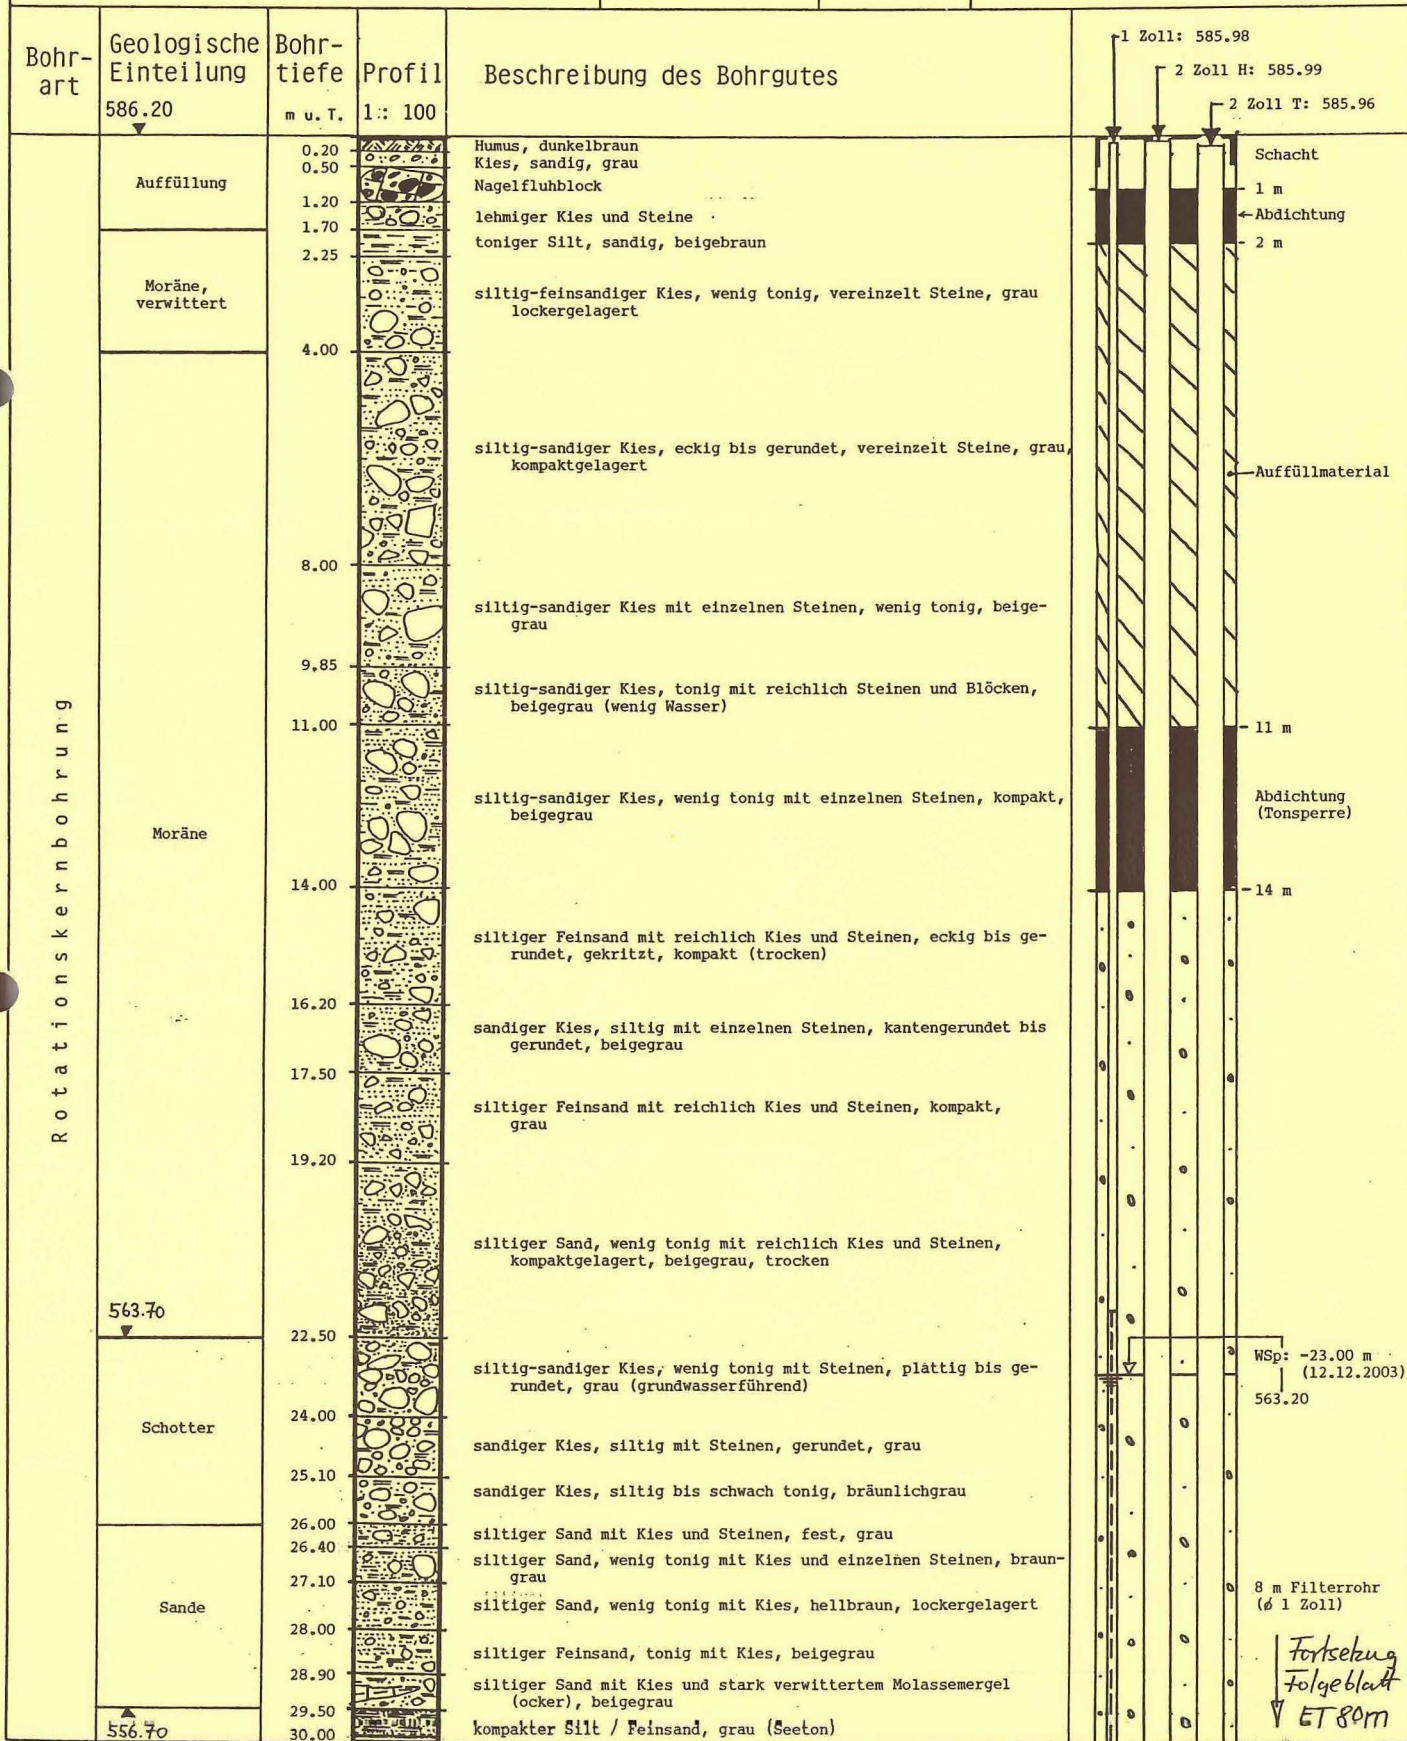 Bohr-
art
Geologische
Einteilung
586.20
Bohr-
tiefe
m u. T.
Profil
1 : 100
Beschreibung des Bohrgutes
1 Zoll: 585.98
2 Zoll H: 585.99
2 Zoll T: 585.96
Rotationskernbohrung
Auffüllung
Moräne,
verwittert
Moräne
563.70
Schotter
Sande
556.70
0.20
0.50
1.20
1.70
2.25
4.00
8.00
9.85
11.00
14.00
16.20
17.50
19.20
22.50
24.00
25.10
26.00
26.40
27.10
28.00
28.90
29.50
30.00
Humus, dunkelbraun
Kies, sandig, grau
Nagelfluhblock
lehmiger Kies und Steine
toniger Silt, sandig, beigebraun
siltig-feinsandiger Kies, wenig tonig, vereinzelt Steine, grau
lockergelagert
siltig-sandiger Kies, eckig bis gerundet, vereinzelt Steine, grau,
kompaktgelagert
siltig-sandiger Kies mit einzelnen Steinen, wenig tonig, beige-
grau
siltig-sandiger Kies, tonig mit reichlich Steinen und Blöcken,
beigegrau (wenig Wasser)
siltig-sandiger Kies, wenig tonig mit einzelnen Steinen, kompakt,
beigegrau
siltiger Feinsand mit reichlich Kies und Steinen, eckig bis ge-
rundet, gekritzt, kompakt (trocken)
sandiger Kies, siltig mit einzelnen Steinen, kantengerundet bis
gerundet, beigegrau
siltiger Feinsand mit reichlich Kies und Steinen, kompakt,
grau
siltiger Sand, wenig tonig mit reichlich Kies und Steinen,
kompaktgelagert, beigegrau, trocken
siltig-sandiger Kies, wenig tonig mit Steinen, plattig bis ge-
rundet, grau (grundwasserführend)
sandiger Kies, siltig mit Steinen, gerundet, grau
sandiger Kies, siltig bis schwach tonig, bräunlichgrau
siltiger Sand mit Kies und Steinen, fest, grau
siltiger Sand, wenig tonig mit Kies und einzelnen Steinen, braun-
grau
siltiger Sand, wenig tonig mit Kies, hellbraun, lockergelagert
siltiger Feinsand, tonig mit Kies, beigegrau
siltiger Sand mit Kies und stark verwittertem Molassemergel
(ocker), beigegrau
kompakter Silt / Feinsand, grau (Seeton)
Schacht
1 m
Abdichtung
2 m
Auffüllmaterial
11 m
Abdichtung
(Tonsperre)
14 m
WSp: -23.00 m
(12.12.2003)
563.20
8 m Filterrohr
(ø 1 Zoll)
Fortsetzung
Folgeblatt
ET 80m